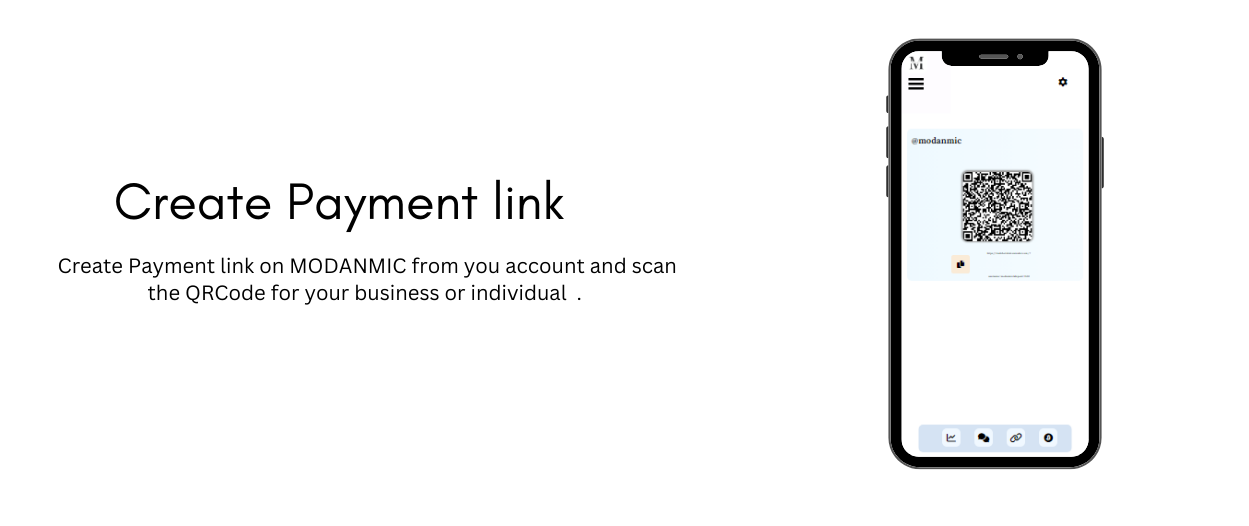 Create Payment link
Create Payment link on MODANMIC from you account and scan
the QRCode for your business or individual .
M
@modanmic